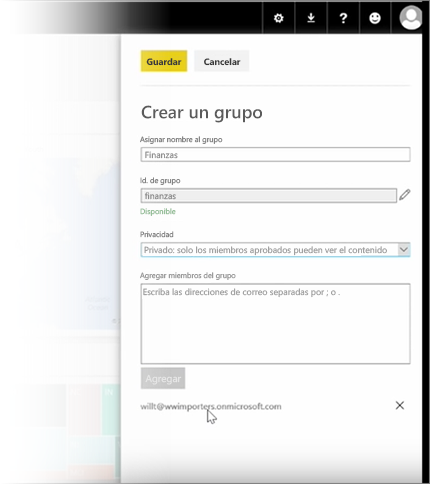 Guardar Cancelar
Crear un grupo
Asignar nombre al grupo
Finanzas
Id. de grupo
finanzas
Disponible
Privacidad
Privado: solo los miembros aprobados pueden ver el contenido
Agregar miembros del grupo
Escriba las direcciones de correo separadas por ; o .
Agregar
willt@wwimporters.onmicrosoft.com